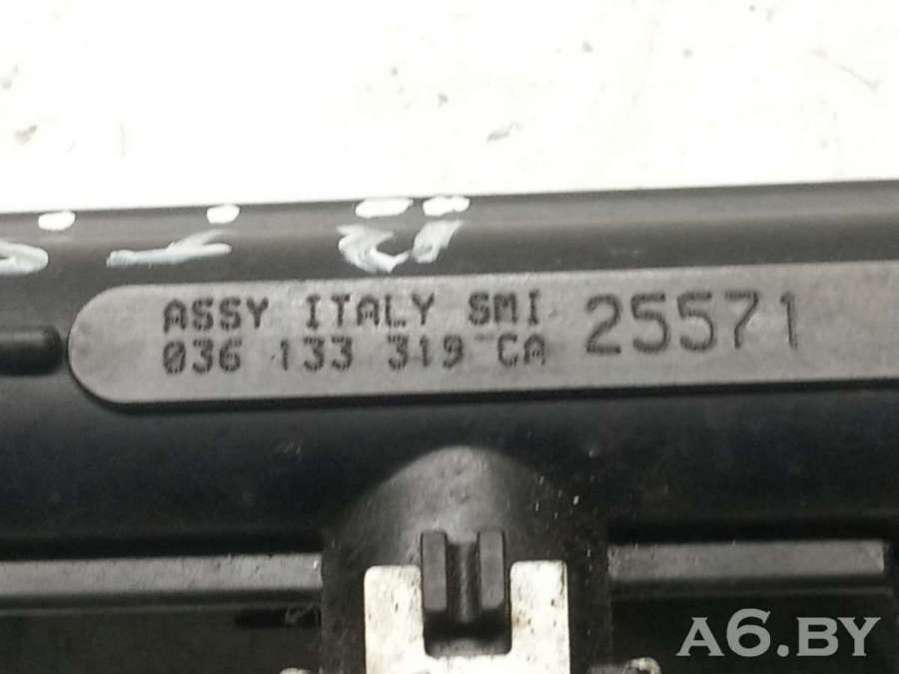 ASSY ITALY SMI 25571
036 133 319 CA
A6.BY